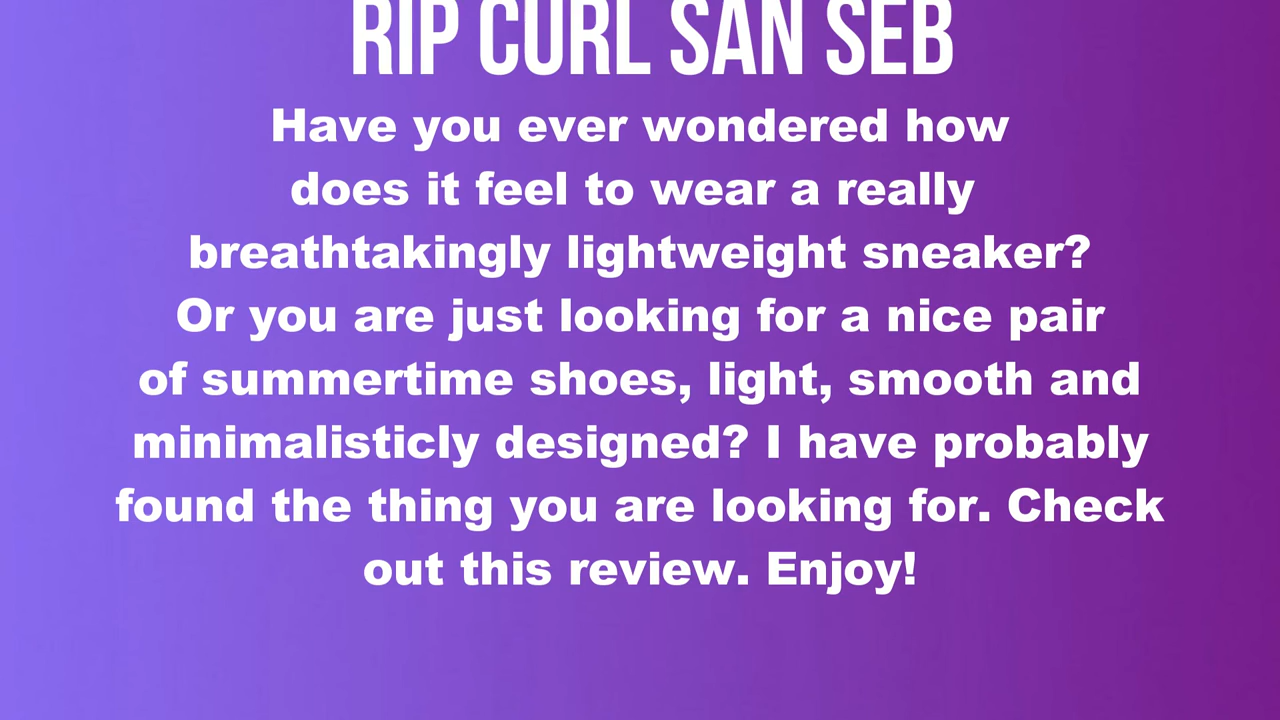 RIP CURL SAN SEB
Have you ever wondered how
does it feel to wear a really
breathtakingly lightweight sneaker?
Or you are just looking for a nice pair
of summertime shoes, light, smooth and
minimalisticly designed? I have probably
found the thing you are looking for. Check
out this review. Enjoy!